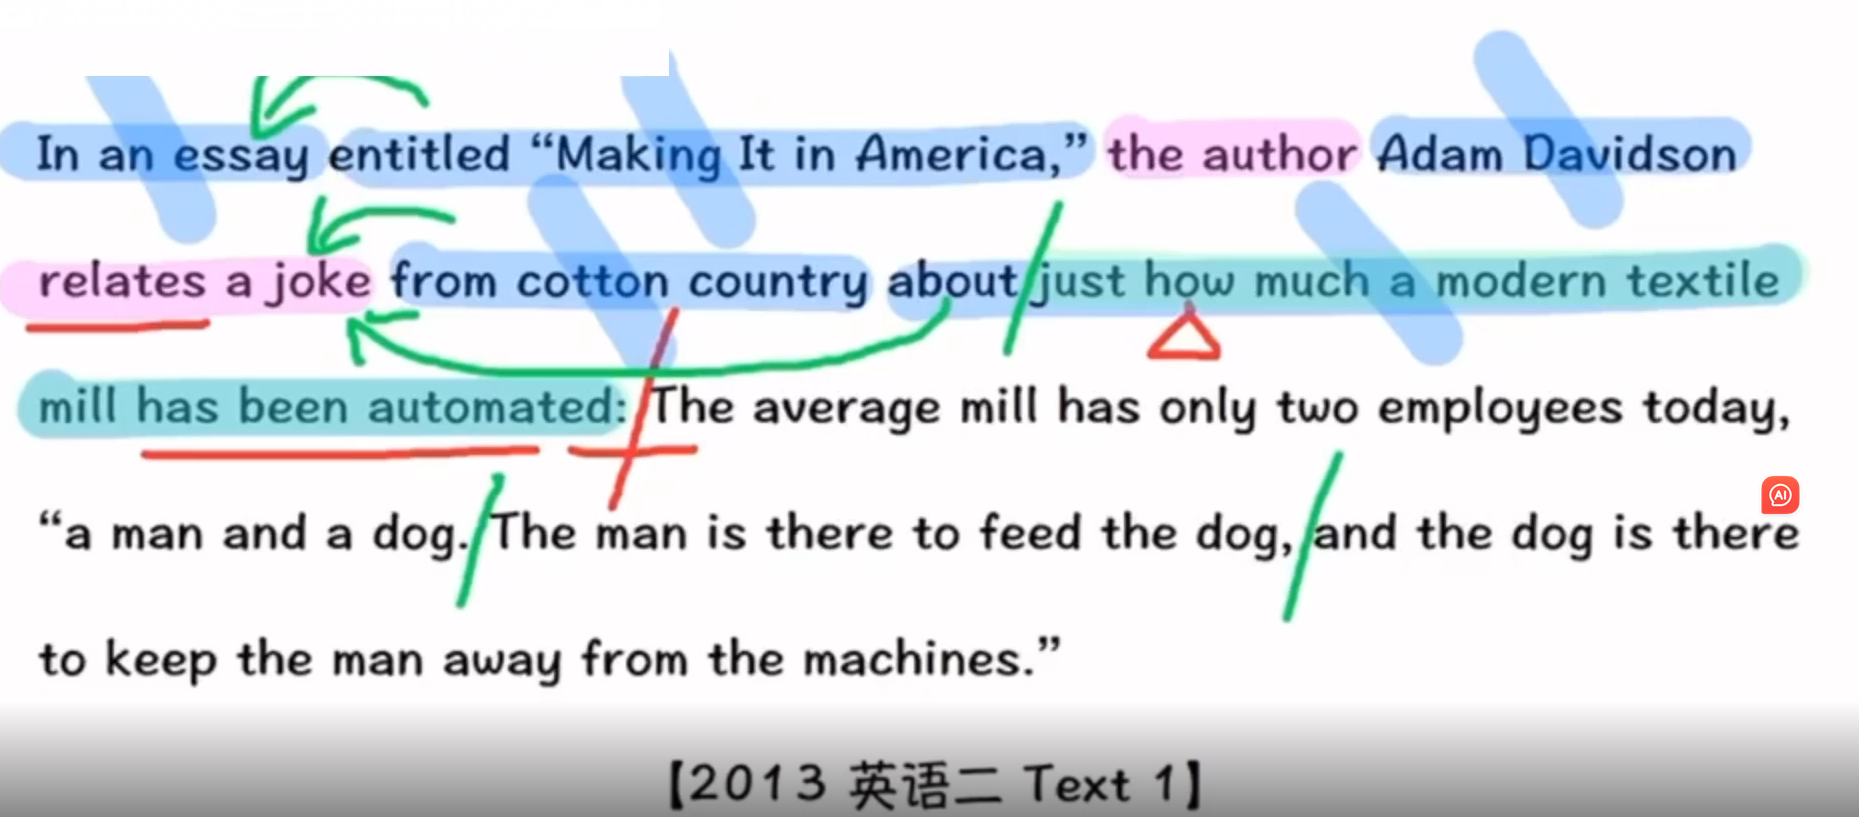 In an essay entitled “Making It in America,” the author Adam Davidson
relates a joke from cotton country about just how much a modern textile
mill has been automated: The average mill has only two employees today,
“a man and a dog. The man is there to feed the dog, and the dog is there
AI
to keep the man away from the machines.”
【2013 英语二 Text 1】